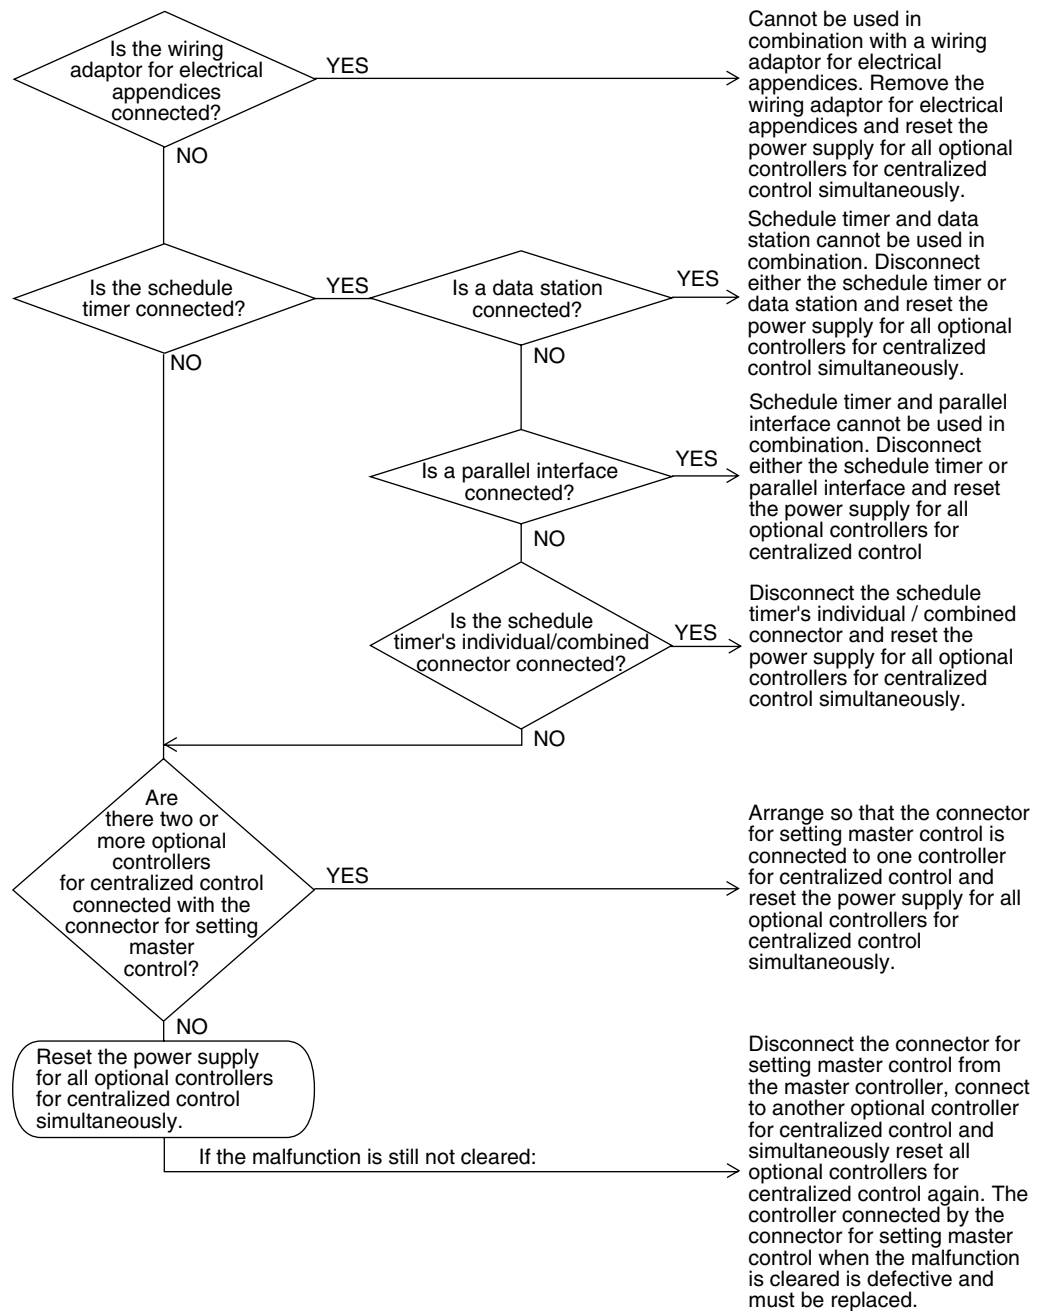 Is the wiring
adaptor for electrical
appendices
connected?
YES
NO
Cannot be used in
combination with a wiring
adaptor for electrical
appendices. Remove the
wiring adaptor for electrical
appendices and reset the
power supply for all optional
controllers for centralized
control simultaneously.
Is the schedule
timer connected?
YES
NO
Is a data station
connected?
YES
NO
Schedule timer and data
station cannot be used in
combination. Disconnect
either the schedule timer or
data station and reset the
power supply for all optional
controllers for centralized
control simultaneously.
Is a parallel interface
connected?
YES
NO
Schedule timer and parallel
interface cannot be used in
combination. Disconnect
either the schedule timer or
parallel interface and reset
the power supply for all
optional controllers for
centralized control
Is the schedule
timer's individual/combined
connector connected?
YES
NO
Disconnect the schedule
timer's individual / combined
connector and reset the
power supply for all optional
controllers for centralized
control simultaneously.
Are
there two or
more optional
controllers
for centralized control
connected with the
connector for setting
master
control?
YES
NO
Arrange so that the connector
for setting master control is
connected to one controller
for centralized control and
reset the power supply for all
optional controllers for
centralized control
simultaneously.
Reset the power supply
for all optional controllers
for centralized control
simultaneously.
If the malfunction is still not cleared:
Disconnect the connector for
setting master control from
the master controller, connect
to another optional controller
for centralized control and
simultaneously reset all
optional controllers for
centralized control again. The
controller connected by the
connector for setting master
control when the malfunction
is cleared is defective and
must be replaced.